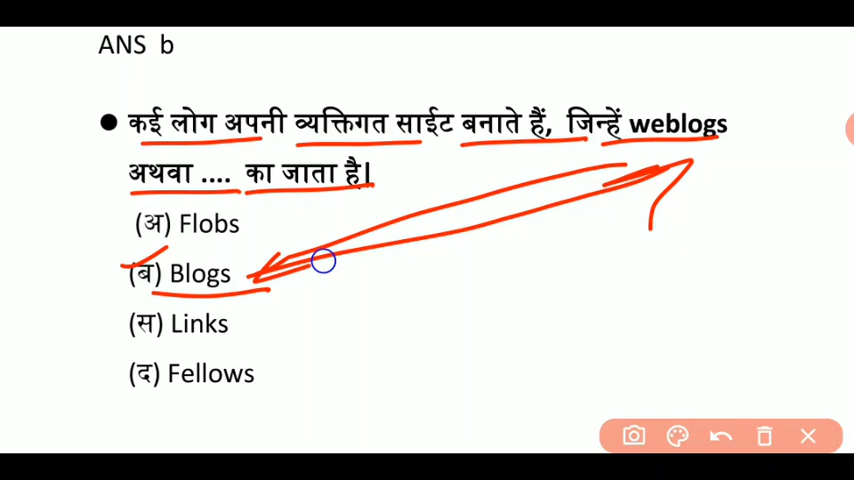 ANS b
● कई लोग अपनी व्यक्तिगत साईट बनाते हैं, जिन्हें weblogs
अथवा .... का जाता है।
(अ) Flobs
(ब) Blogs
(स) Links
(द) Fellows